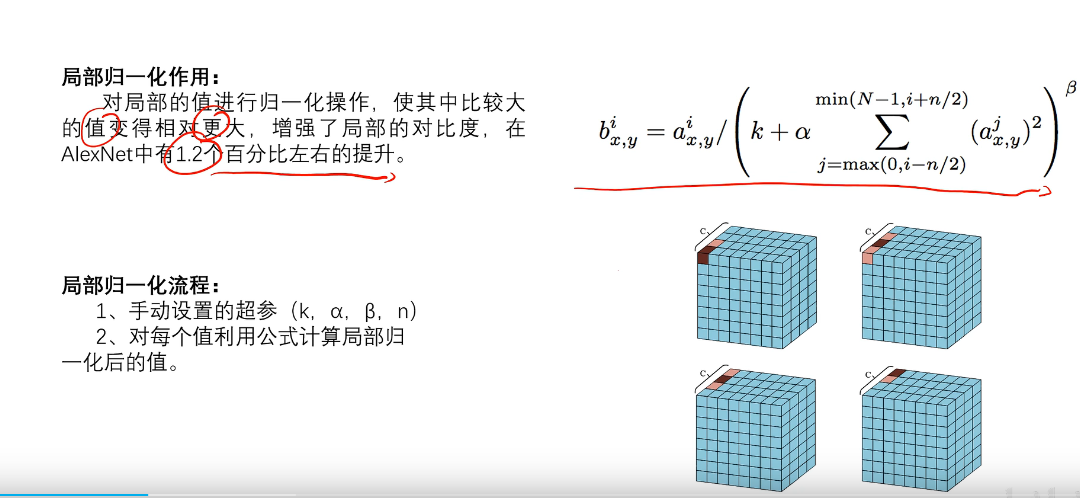 局部归一化作用：
对局部的值进行归一化操作，使其中比较大
的值变得相对更大，增强了局部的对比度，在
AlexNet中有1.2个百分比左右的提升。
b^i_{x,y} = a^i_{x,y} / ( k + α ∑_{j=max(0,i−n/2)}^{min(N−1,i+n/2)} (a^j_{x,y})^2 )^β
局部归一化流程：
1、手动设置的超参（k，α，β，n）
2、对每个值利用公式计算局部归
一化后的值。
C
C
C
C